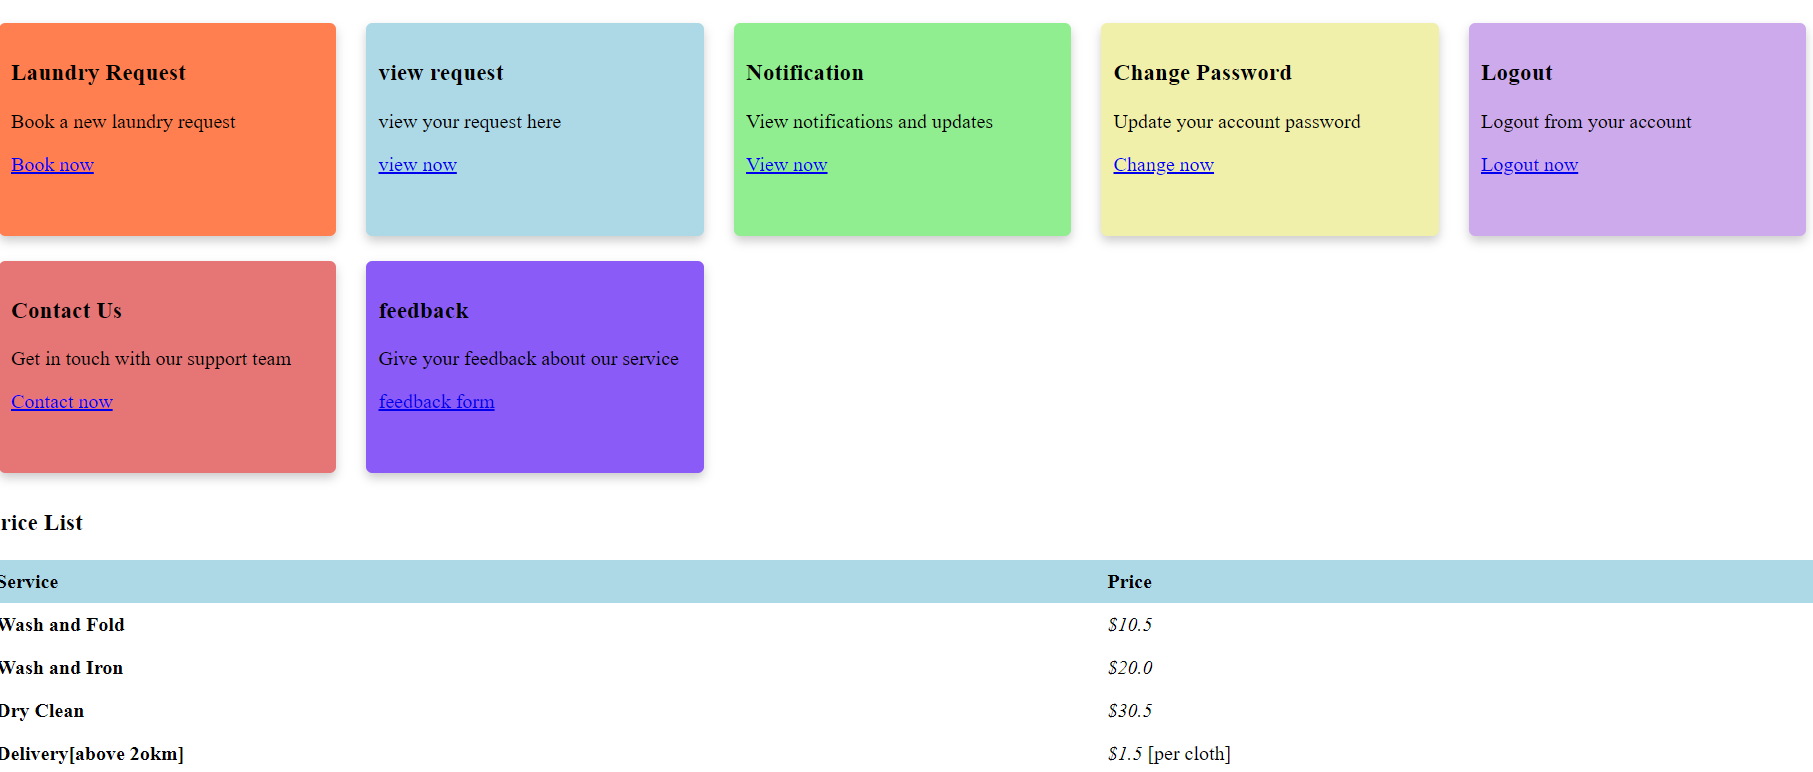 Laundry Request
Book a new laundry request
Book now
view request
view your request here
view now
Notification
View notifications and updates
View now
Change Password
Update your account password
Change now
Logout
Logout from your account
Logout now
Contact Us
Get in touch with our support team
Contact now
feedback
Give your feedback about our service
feedback form
rice List
Service Price
Wash and Fold $10.5
Wash and Iron $20.0
Dry Clean $30.5
Delivery[above 2okm] $1.5 [per cloth]